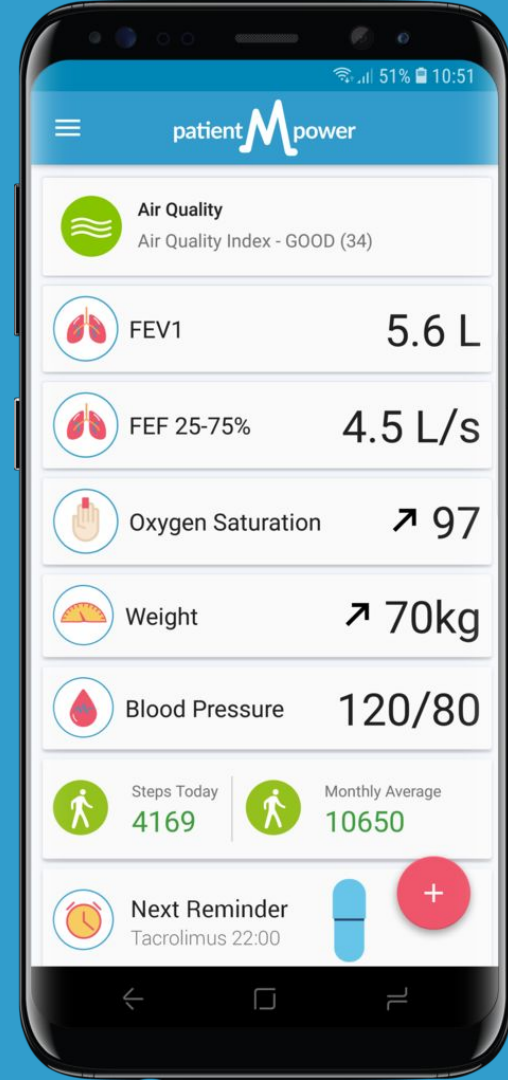 51% 10:51
patientMpower
Air Quality
Air Quality Index - GOOD (34)
FEV1
5.6 L
FEF 25-75%
4.5 L/s
Oxygen Saturation
97
Weight
70kg
Blood Pressure
120/80
Steps Today
4169
Monthly Average
10650
Next Reminder
Tacrolimus 22:00